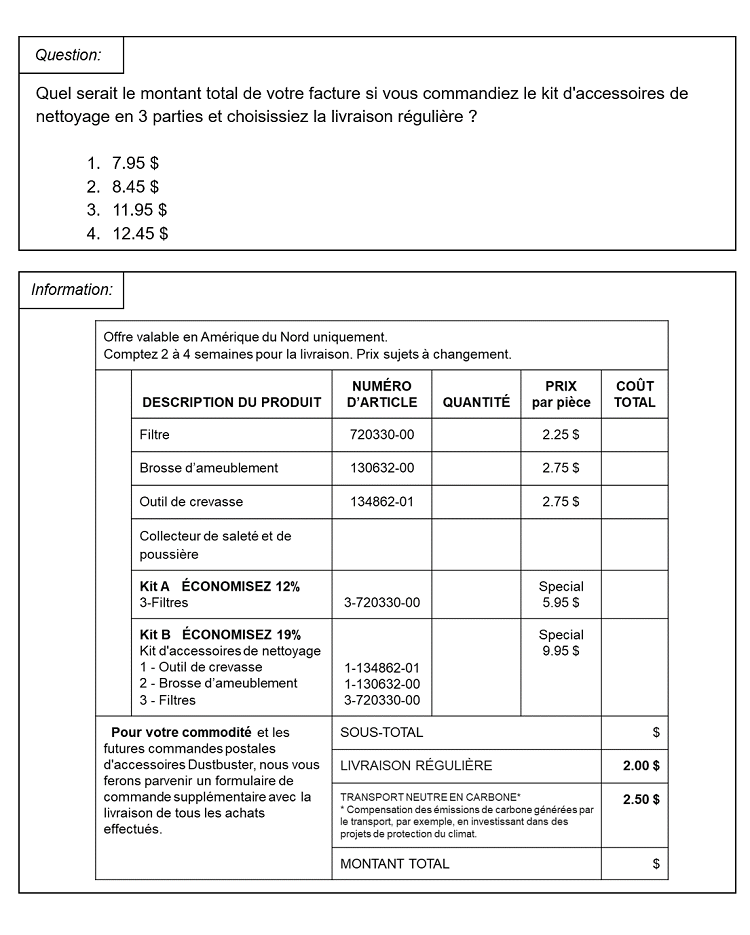 Question:
Quel serait le montant total de votre facture si vous commandiez le kit d'accessoires de
nettoyage en 3 parties et choisissiez la livraison régulière ?
1. 7.95 $
2. 8.45 $
3. 11.95 $
4. 12.45 $
Information:
Offre valable en Amérique du Nord uniquement.
Comptez 2 à 4 semaines pour la livraison. Prix sujets à changement.
DESCRIPTION DU PRODUIT NUMÉRO D'ARTICLE QUANTITÉ PRIX par pièce COÛT TOTAL
Filtre 720330-00 2.25 $
Brosse d'ameublement 130632-00 2.75 $
Outil de crevasse 134862-01 2.75 $
Collecteur de saleté et de
poussière
Kit A ÉCONOMISEZ 12% Special
3-Filtres 3-720330-00 5.95 $
Kit B ÉCONOMISEZ 19% Special
Kit d'accessoires de nettoyage 9.95 $
1 - Outil de crevasse 1-134862-01
2 - Brosse d'ameublement 1-130632-00
3 - Filtres 3-720330-00
Pour votre commodité et les
futures commandes postales
d'accessoires Dustbuster, nous vous
ferons parvenir un formulaire de
commande supplémentaire avec la
livraison de tous les achats
effectués.
SOUS-TOTAL $
LIVRAISON RÉGULIÈRE 2.00 $
TRANSPORT NEUTRE EN CARBONE* 2.50 $
* Compensation des émissions de carbone générées par
le transport, par exemple, en investissant dans des
projets de protection du climat.
MONTANT TOTAL $